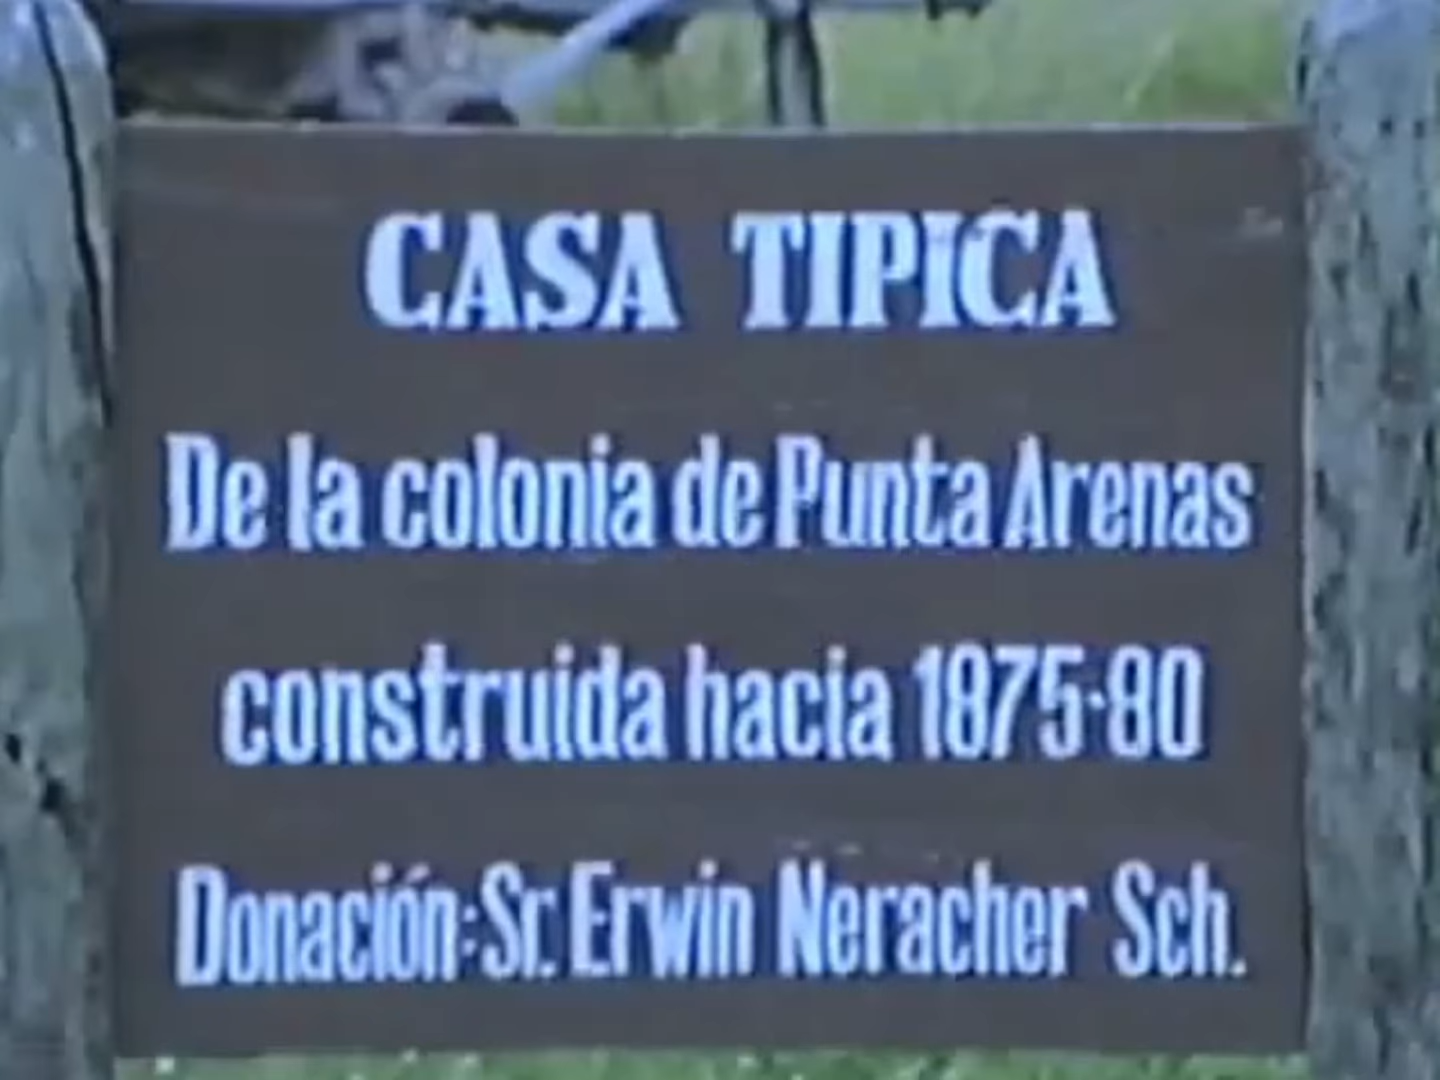 CASA TIPICA
De la colonia de Punta Arenas
construida hacia 1875-80
Donación: Sr. Erwin Neracher Sch.